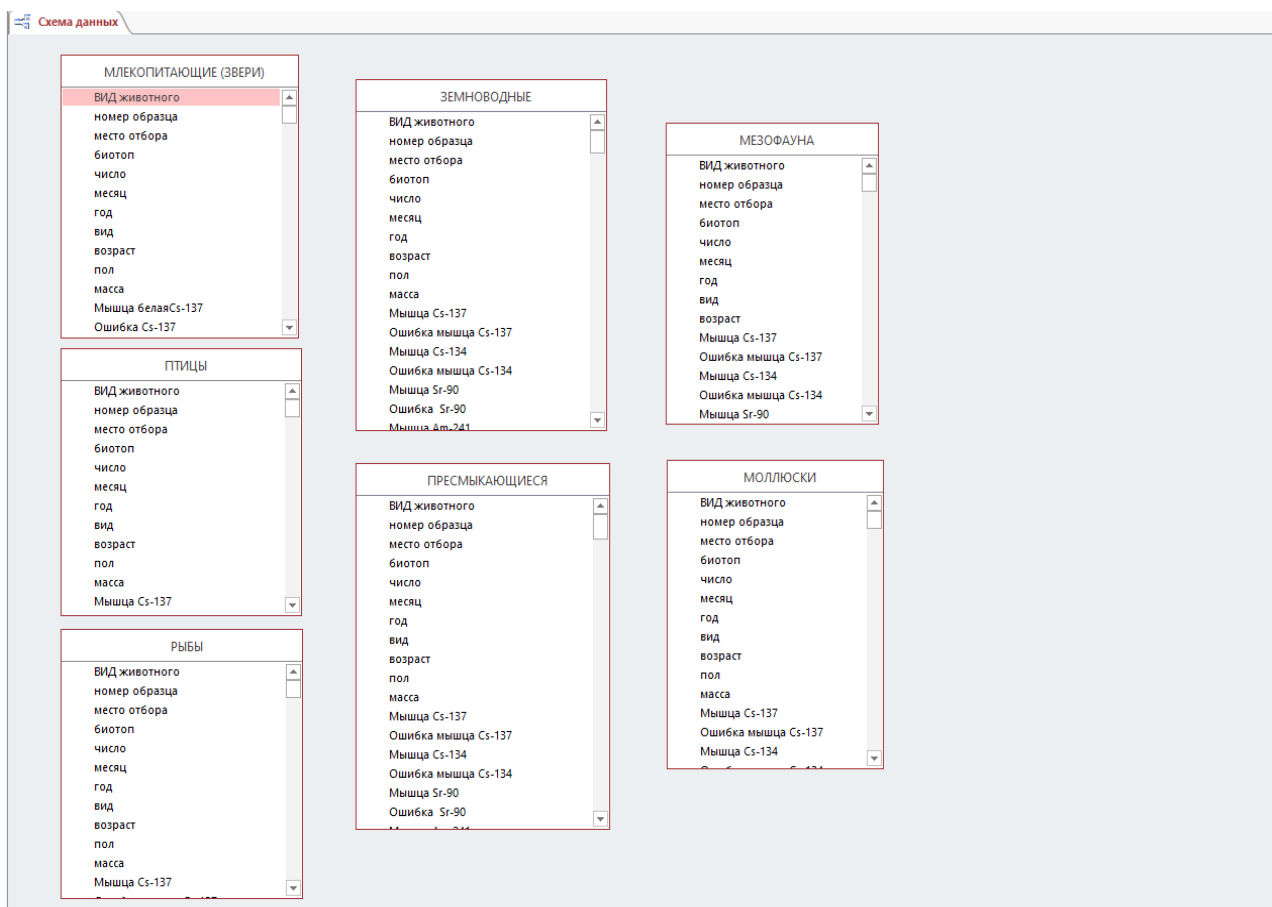 Схема данных
МЛЕКОПИТАЮЩИЕ (ЗВЕРИ)
ВИД животного
номер образца
место отбора
биотоп
число
месяц
год
вид
возраст
пол
масса
Мышца белаяCs-137
Ошибка Cs-137
ПТИЦЫ
ВИД животного
номер образца
место отбора
биотоп
число
месяц
год
вид
возраст
пол
масса
Мышца Cs-137
РЫБЫ
ВИД животного
номер образца
место отбора
биотоп
число
месяц
год
вид
возраст
пол
масса
Мышца Cs-137
ЗЕМНОВОДНЫЕ
ВИД животного
номер образца
место отбора
биотоп
число
месяц
год
возраст
пол
масса
Мышца Cs-137
Ошибка мышца Cs-137
Мышца Cs-134
Ошибка мышца Cs-134
Мышца Sr-90
Ошибка Sr-90
Мышца Am-241
ПРЕСМЫКАЮЩИЕСЯ
ВИД животного
номер образца
место отбора
биотоп
число
месяц
год
вид
возраст
пол
масса
Мышца Cs-137
Ошибка мышца Cs-137
Мышца Cs-134
Ошибка мышца Cs-134
Мышца Sr-90
Ошибка Sr-90
МЕЗОФАУНА
ВИД животного
номер образца
место отбора
биотоп
число
месяц
год
вид
возраст
Мышца Cs-137
Ошибка мышца Cs-137
Мышца Cs-134
Ошибка мышца Cs-134
Мышца Sr-90
МОЛЛЮСКИ
ВИД животного
номер образца
место отбора
биотоп
число
месяц
год
вид
возраст
пол
масса
Мышца Cs-137
Ошибка мышца Cs-137
Мышца Cs-134